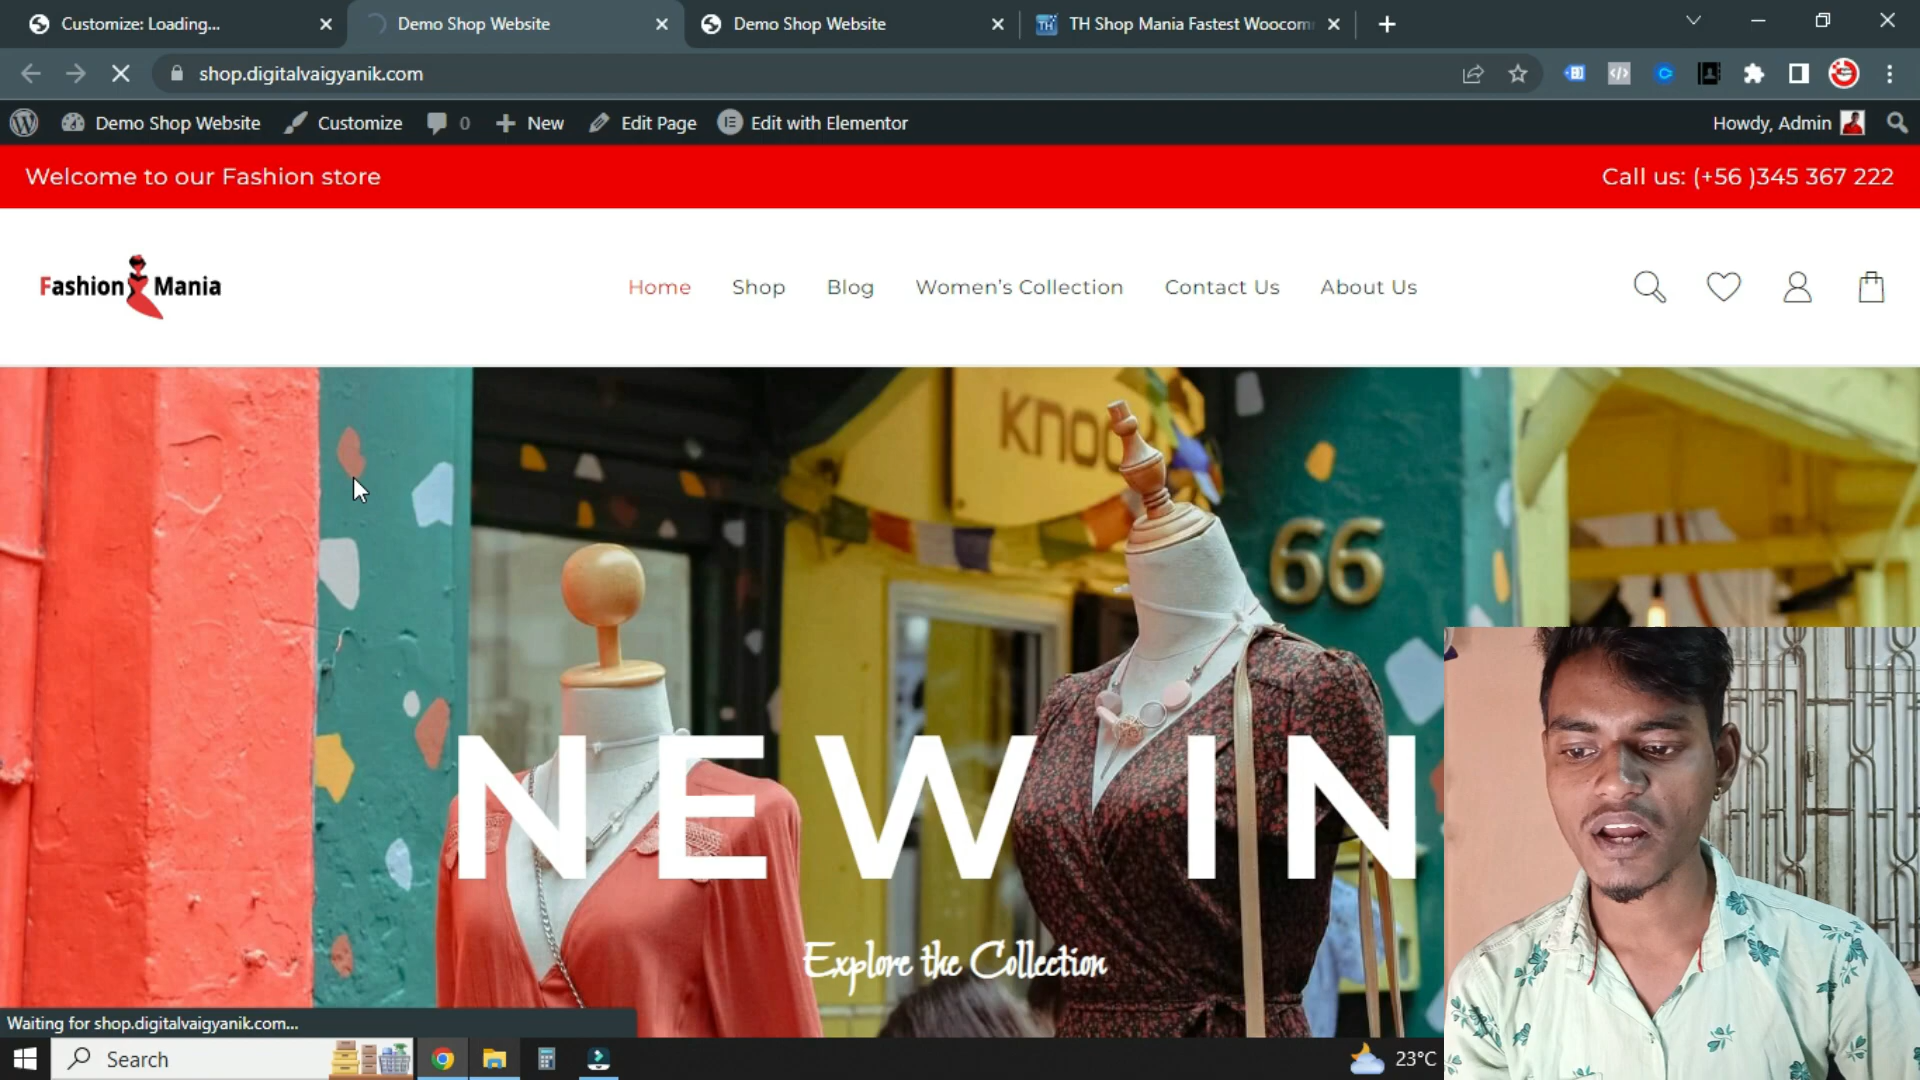 Customize: Loading...
Demo Shop Website
Demo Shop Website
TH Shop Mania Fastest Woocom
shop.digitalvaigyanik.com
Demo Shop Website
Customize
0
New
Edit Page
Edit with Elementor
Howdy, Admin
Welcome to our Fashion store
Call us: (+56 )345 367 222
Fashion Mania
Home
Shop
Blog
Women's Collection
Contact Us
About Us
KNOC
66
NEW IN
Explore the Collection
Waiting for shop.digitalvaigyanik.com...
Search
23°C